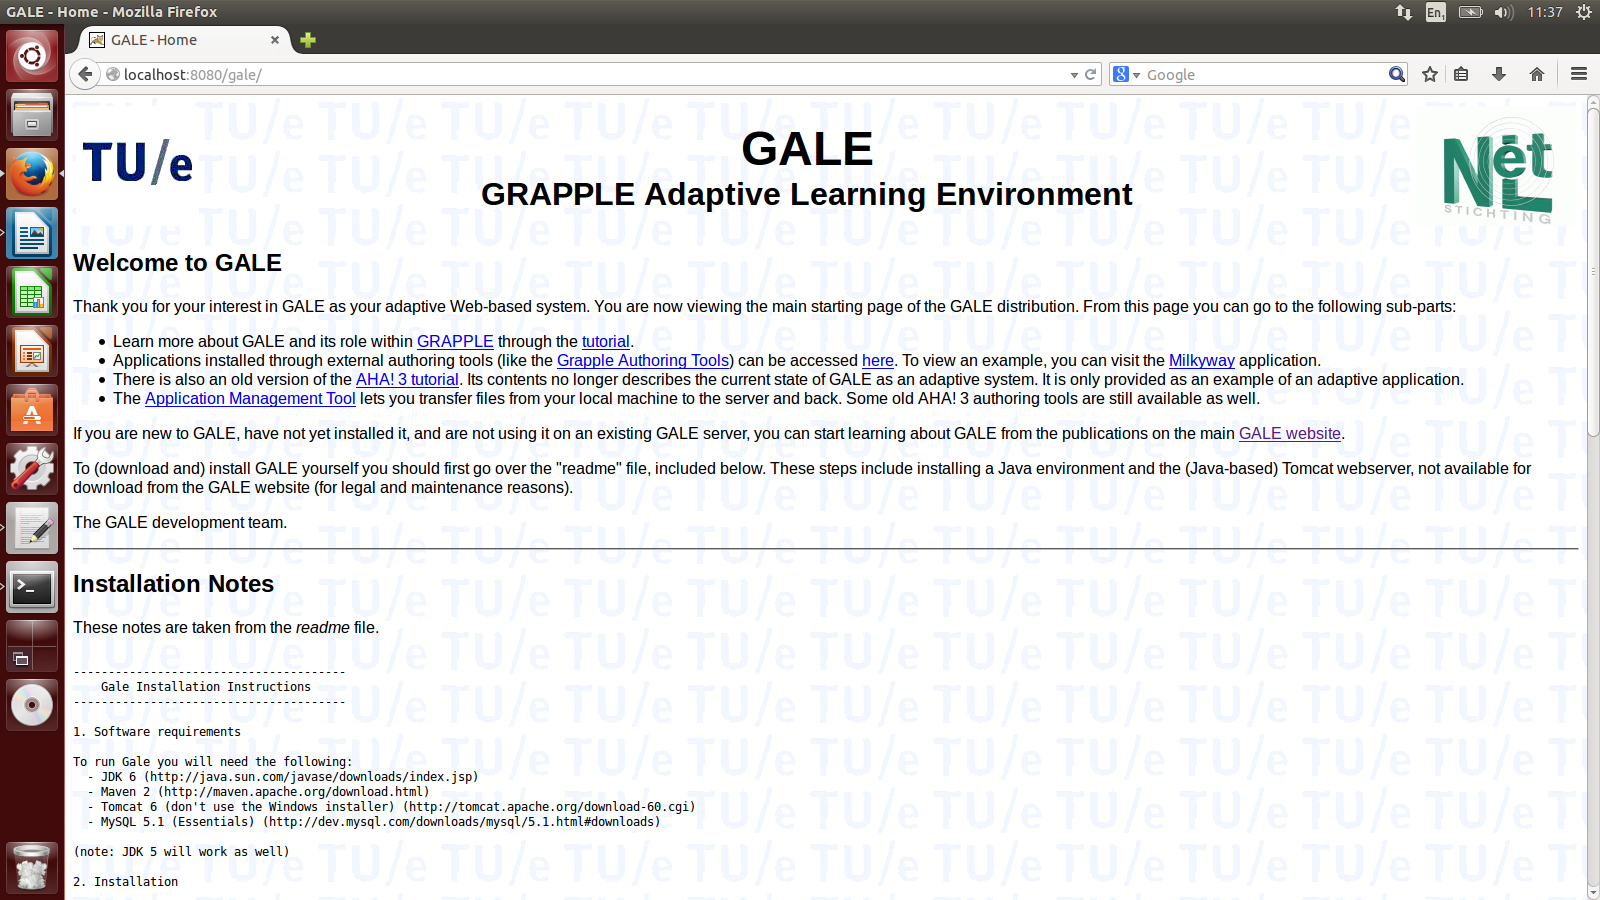 GALE - Home - Mozilla Firefox
En1
11:37
GALE - Home
localhost:8080/gale/
Google
TU/e
GALE
GRAPPLE Adaptive Learning Environment
NLnet
STICHTING
Welcome to GALE
Thank you for your interest in GALE as your adaptive Web-based system. You are now viewing the main starting page of the GALE distribution. From this page you can go to the following sub-parts:
• Learn more about GALE and its role within GRAPPLE through the tutorial.
• Applications installed through external authoring tools (like the Grapple Authoring Tools) can be accessed here. To view an example, you can visit the Milkyway application.
• There is also an old version of the AHA! 3 tutorial. Its contents no longer describes the current state of GALE as an adaptive system. It is only provided as an example of an adaptive application.
• The Application Management Tool lets you transfer files from your local machine to the server and back. Some old AHA! 3 authoring tools are still available as well.
If you are new to GALE, have not yet installed it, and are not using it on an existing GALE server, you can start learning about GALE from the publications on the main GALE website.
To (download and) install GALE yourself you should first go over the "readme" file, included below. These steps include installing a Java environment and the (Java-based) Tomcat webserver, not available for
download from the GALE website (for legal and maintenance reasons).
The GALE development team.
Installation Notes
These notes are taken from the readme file.
---------------------------------------
Gale Installation Instructions
---------------------------------------
1. Software requirements
To run Gale you will need the following:
- JDK 6 (http://java.sun.com/javase/downloads/index.jsp)
- Maven 2 (http://maven.apache.org/download.html)
- Tomcat 6 (don't use the Windows installer) (http://tomcat.apache.org/download-60.cgi)
- MySQL 5.1 (Essentials) (http://dev.mysql.com/downloads/mysql/5.1.html#downloads)
(note: JDK 5 will work as well)
2. Installation